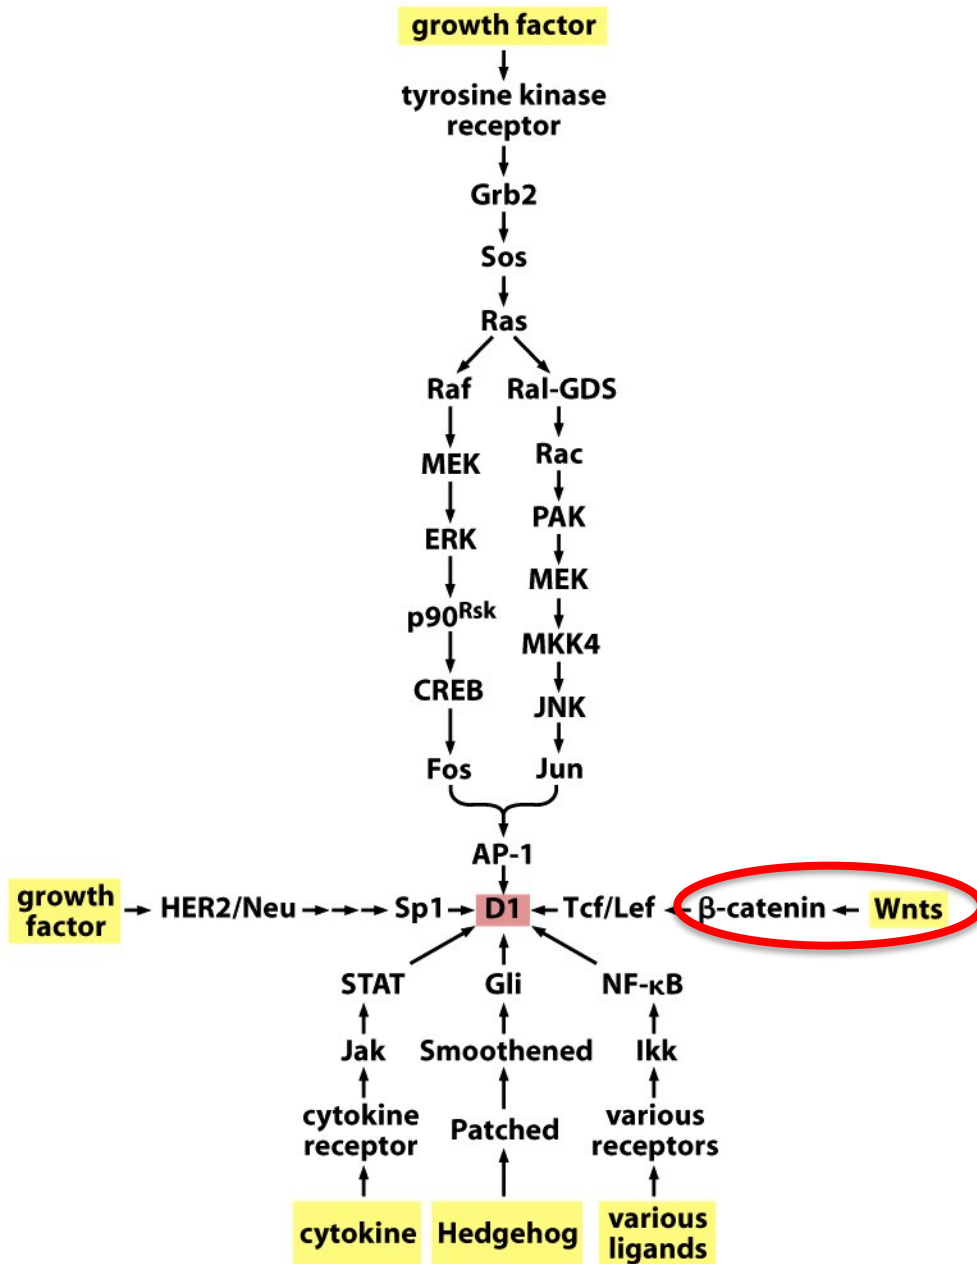 growth factor
tyrosine kinase
receptor
Grb2
Sos
Ras
Raf Ral-GDS
MEK Rac
ERK PAK
p90Rsk MEK
CREB MKK4
Fos JNK
Jun
AP-1
growth
factor
HER2/Neu Sp1 D1 Tcf/Lef β-catenin Wnts
STAT Gli NF-κB
Jak Smoothened Ikk
cytokine
receptor
Patched
various
receptors
cytokine
Hedgehog
various
ligands